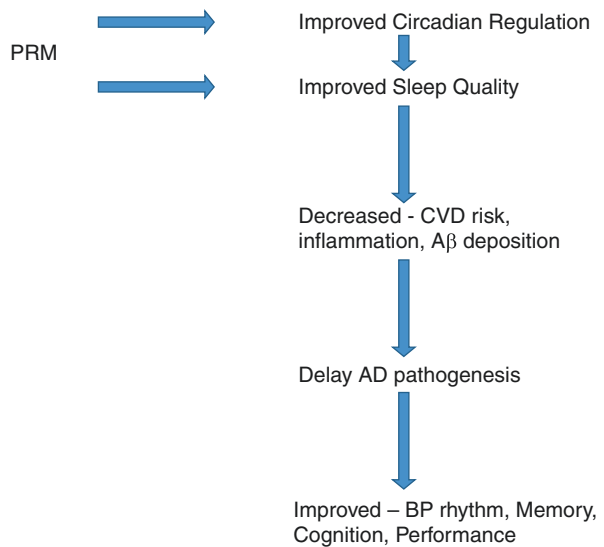 Improved Circadian Regulation
PRM
Improved Sleep Quality
Decreased - CVD risk,
inflammation, Aβ deposition
Delay AD pathogenesis
Improved – BP rhythm, Memory,
Cognition, Performance